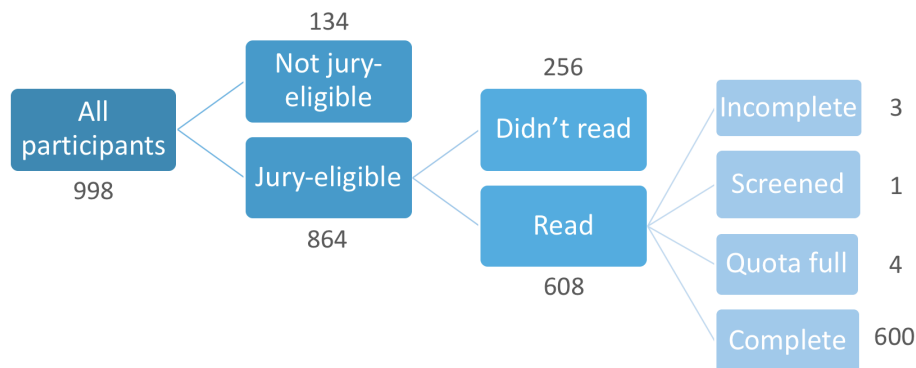 134
Not jury-
eligible
All
participants
998
Jury-eligible
864
256
Didn't read
Read
608
Incomplete 3
Screened 1
Quota full 4
Complete 600